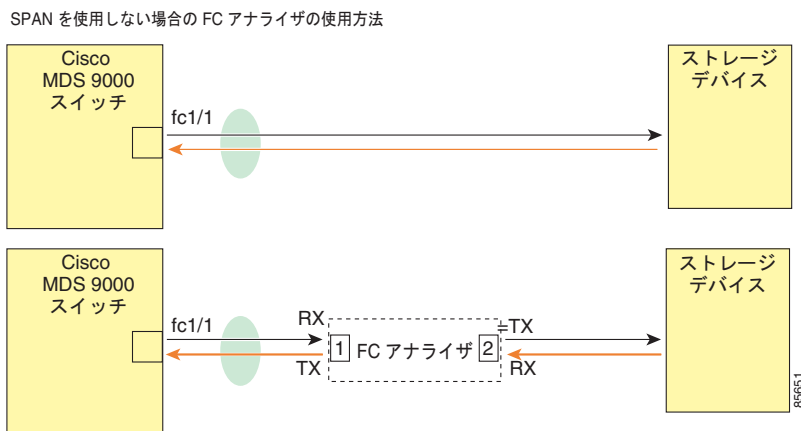 SPAN を使用しない場合の FC アナライザの使用方法
Cisco
MDS 9000
スイッチ
fc1/1
ストレージ
デバイス
Cisco
MDS 9000
スイッチ
fc1/1
RX
TX
1 FC アナライザ 2
=TX
RX
ストレージ
デバイス
85651